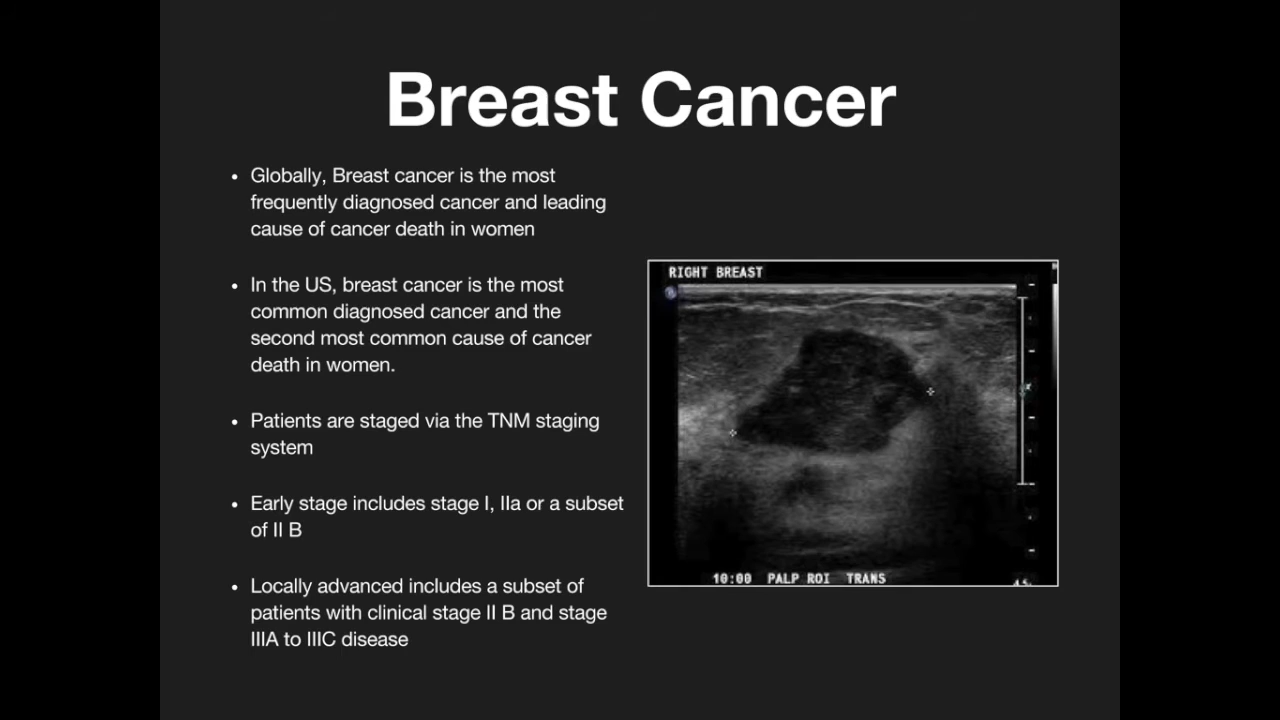 Breast Cancer
• Globally, Breast cancer is the most
frequently diagnosed cancer and leading
cause of cancer death in women
• In the US, breast cancer is the most
common diagnosed cancer and the
second most common cause of cancer
death in women.
• Patients are staged via the TNM staging
system
• Early stage includes stage I, IIa or a subset
of II B
• Locally advanced includes a subset of
patients with clinical stage II B and stage
IIIA to IIIC disease
RIGHT BREAST
10:00 PALP ROI TRANS